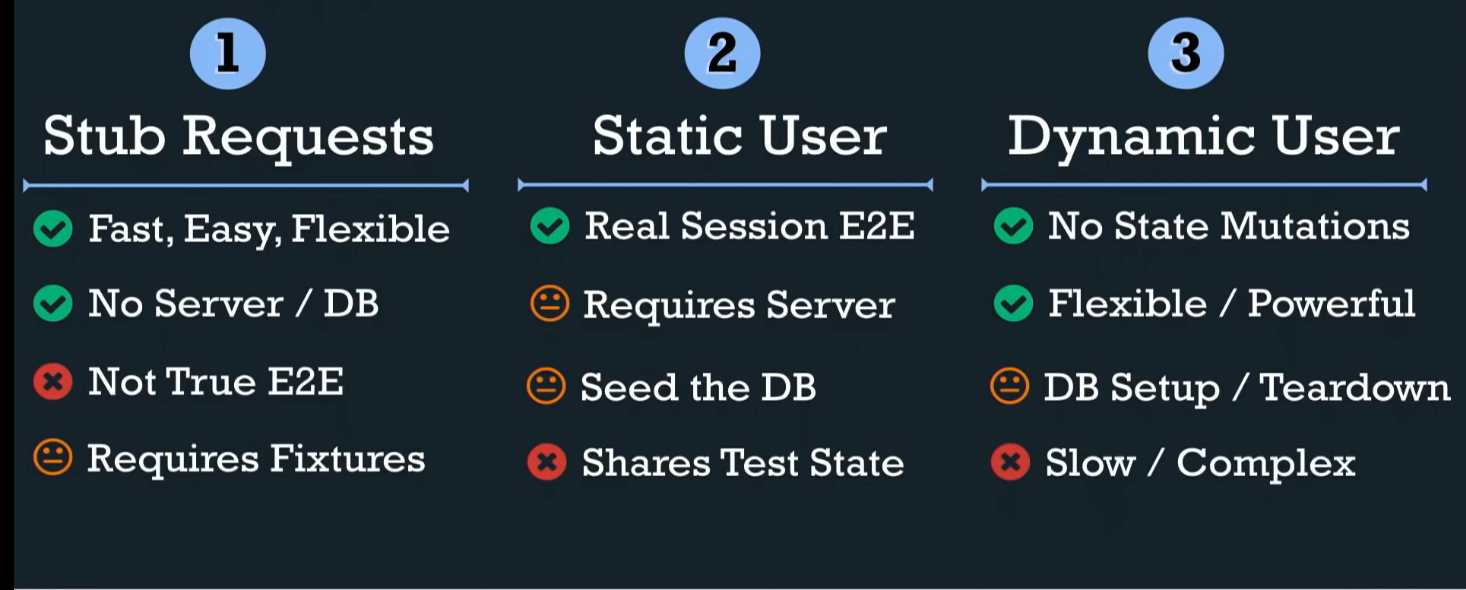 1
Stub Requests
Fast, Easy, Flexible
No Server / DB
Not True E2E
Requires Fixtures
2
Static User
Real Session E2E
Requires Server
Seed the DB
Shares Test State
3
Dynamic User
No State Mutations
Flexible / Powerful
DB Setup / Teardown
Slow / Complex